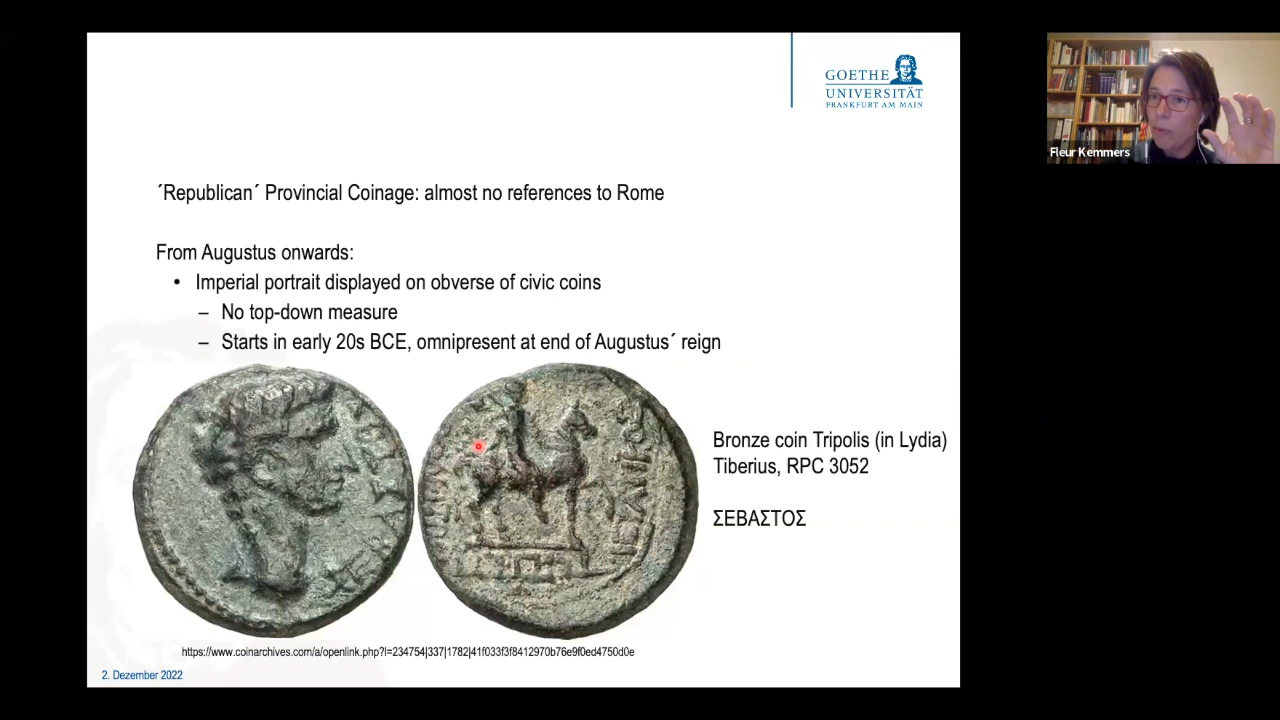 GOETHE
UNIVERSITÄT
FRANKFURT AM MAIN
´Republican´ Provincial Coinage: almost no references to Rome
From Augustus onwards:
• Imperial portrait displayed on obverse of civic coins
– No top-down measure
– Starts in early 20s BCE, omnipresent at end of Augustus´ reign
Bronze coin Tripolis (in Lydia)
Tiberius, RPC 3052
ΣΕΒΑΣΤΟΣ
https://www.coinarchives.com/a/openlink.php?l=234754|337|1782|41f033f3f8412970b76e9f0ed4750d0e
2. Dezember 2022
Fleur Kemmers